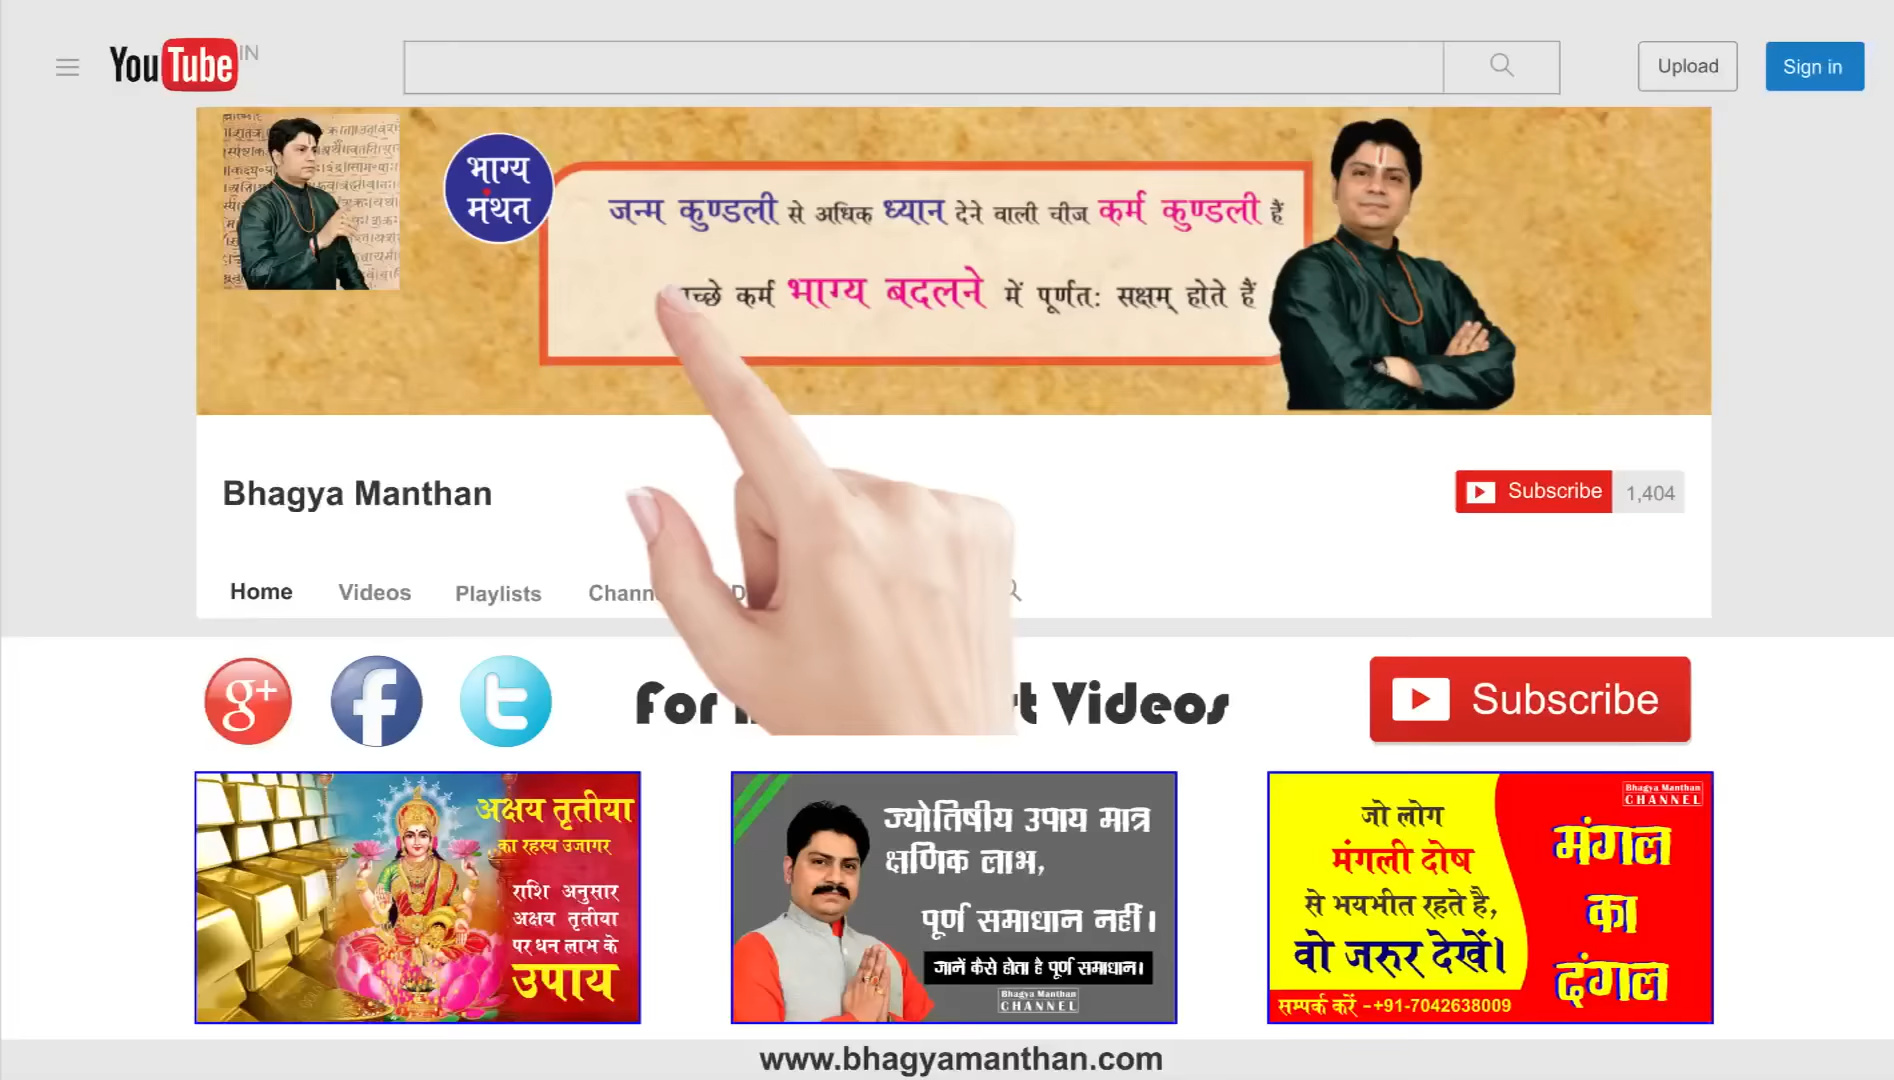 YouTube IN
Upload
Sign in
भाग्य
मंथन
जन्म कुण्डली से अधिक ध्यान देने वाली चीज कर्म कुण्डली हैं
कर्म भाग्य बदलने में पूर्णतः सक्षम् होते हैं
Bhagya Manthan
Subscribe 1,404
Home Videos Playlists
For Videos
Subscribe
g+ f t
अक्षय तृतीया
का रहस्य उजागर
राशि अनुसार
अक्षय तृतीया
पर धन लाभ के
उपाय
ज्योतिषीय उपाय मात्र
क्षणिक लाभ,
पूर्ण समाधान नहीं।
जानें कैसे होता है पूर्ण समाधान।
Bhagya Manthan
CHANNEL
जो लोग
मंगली दोष
से भयभीत रहते है,
वो जरुर देखें।
सम्पर्क करें -+91-7042638009
Bhagya Manthan
CHANNEL
मंगल
का
दंगल
www.bhagyamanthan.com